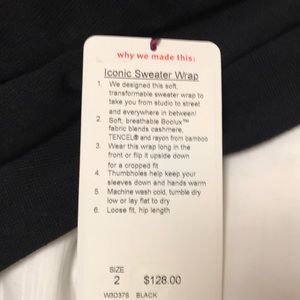 why we made this:
Iconic Sweater Wrap
1. We designed this soft,
transformable sweater wrap to
take you from studio to street
and everywhere in between!
2. Soft, breathable Boolux™
fabric blends cashmere,
TENCEL® and rayon from bamboo
3. Wear this wrap long in the
front or flip it upside down
for a cropped fit
4. Thumbholes help keep your
sleeves down and hands warm
5. Machine wash cold, tumble dry
low or lay flat to dry
6. Loose fit, hip length
SIZE
2 $128.00
W3D37S BLACK